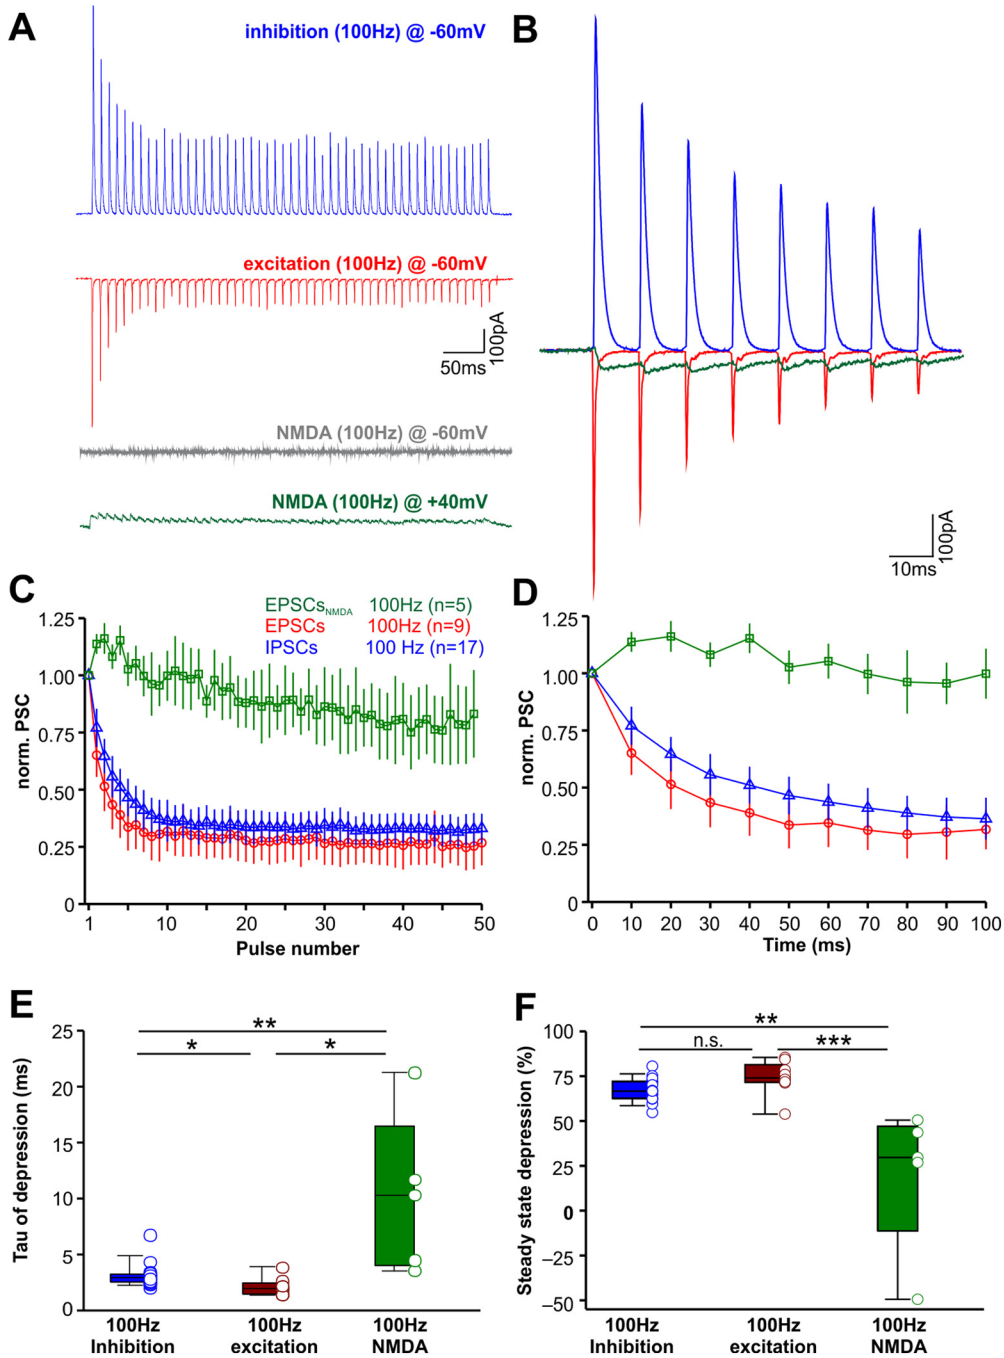 A
inhibition (100Hz) @ -60mV
excitation (100Hz) @ -60mV
50ms
100pA
NMDA (100Hz) @ -60mV
NMDA (100Hz) @ +40mV
B
10ms
100pA
C
EPSCsNMDA 100Hz (n=5)
EPSCs 100Hz (n=9)
IPSCs 100 Hz (n=17)
norm. PSC
1.25
1.00
0.75
0.50
0.25
0
1 10 20 30 40 50
Pulse number
D
norm. PSC
1.25
1.00
0.75
0.50
0.25
0
0 10 20 30 40 50 60 70 80 90 100
Time (ms)
E
Tau of depression (ms)
25
20
15
10
5
0
**
* *
100Hz Inhibition
100Hz excitation
100Hz NMDA
F
Steady state depression (%)
100
75
50
25
0
−25
−50
**
n.s. ***
100Hz Inhibition
100Hz excitation
100Hz NMDA